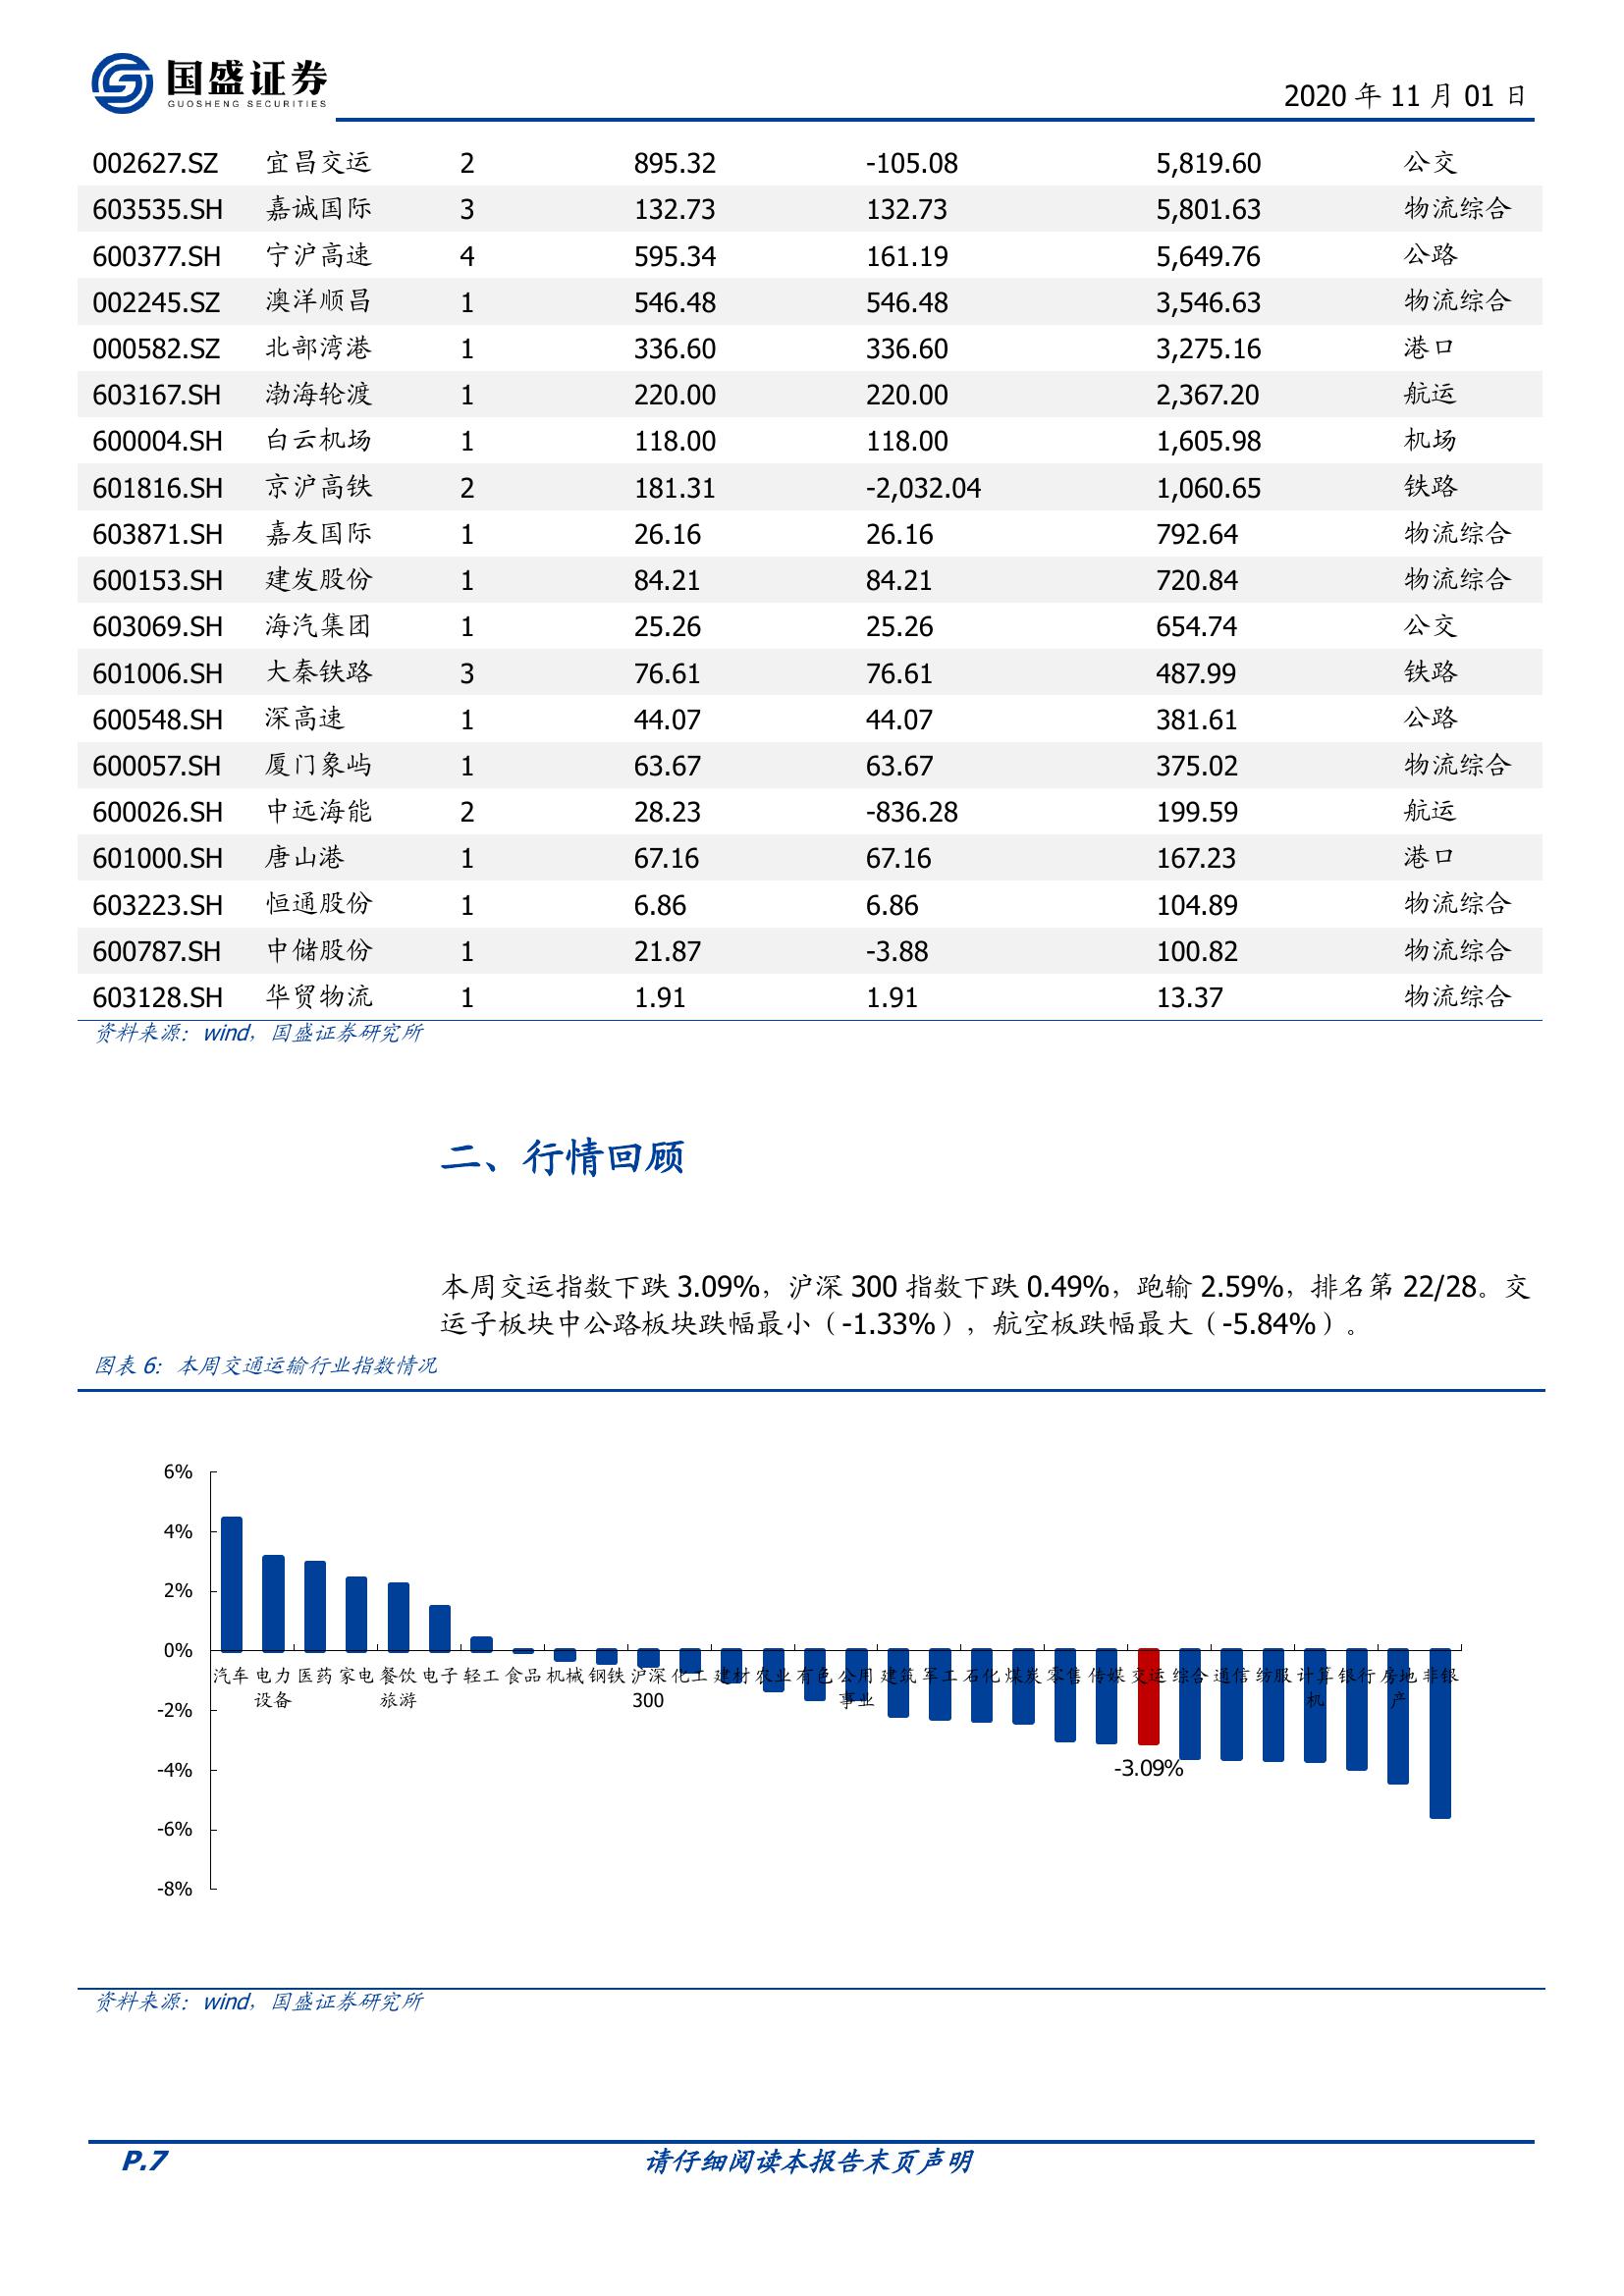 国盛证券
GUOSHENG SECURITIES
2020 年 11 月 01 日
002627.SZ 宜昌交运 2 895.32 -105.08 5,819.60 公交
603535.SH 嘉诚国际 3 132.73 132.73 5,801.63 物流综合
600377.SH 宁沪高速 4 595.34 161.19 5,649.76 公路
002245.SZ 澳洋顺昌 1 546.48 546.48 3,546.63 物流综合
000582.SZ 北部湾港 1 336.60 336.60 3,275.16 港口
603167.SH 渤海轮渡 1 220.00 220.00 2,367.20 航运
600004.SH 白云机场 1 118.00 118.00 1,605.98 机场
601816.SH 京沪高铁 2 181.31 -2,032.04 1,060.65 铁路
603871.SH 嘉友国际 1 26.16 26.16 792.64 物流综合
600153.SH 建发股份 1 84.21 84.21 720.84 物流综合
603069.SH 海汽集团 1 25.26 25.26 654.74 公交
601006.SH 大秦铁路 3 76.61 76.61 487.99 铁路
600548.SH 深高速 1 44.07 44.07 381.61 公路
600057.SH 厦门象屿 1 63.67 63.67 375.02 物流综合
600026.SH 中远海能 2 28.23 -836.28 199.59 航运
601000.SH 唐山港 1 67.16 67.16 167.23 港口
603223.SH 恒通股份 1 6.86 6.86 104.89 物流综合
600787.SH 中储股份 1 21.87 -3.88 100.82 物流综合
603128.SH 华贸物流 1 1.91 1.91 13.37 物流综合
资料来源：wind，国盛证券研究所
二、行情回顾
本周交运指数下跌 3.09%，沪深 300 指数下跌 0.49%，跑输 2.59%，排名第 22/28。交
运子板块中公路板块跌幅最小（-1.33%），航空板跌幅最大（-5.84%）。
图表 6：本周交通运输行业指数情况
6%
4%
2%
0%
汽车 电力 医药 家电 餐饮 电子 轻工 食品 机械 钢铁 沪深 化工 建材 农业 有色 公用 建筑 军工 石化 煤炭 零售 传媒 交运 综合 通信 纺服 计算 银行 房地 非银
设备 旅游 300 事业 机 产
-2%
-3.09%
-4%
-6%
-8%
资料来源：wind，国盛证券研究所
P.7 请仔细阅读本报告末页声明